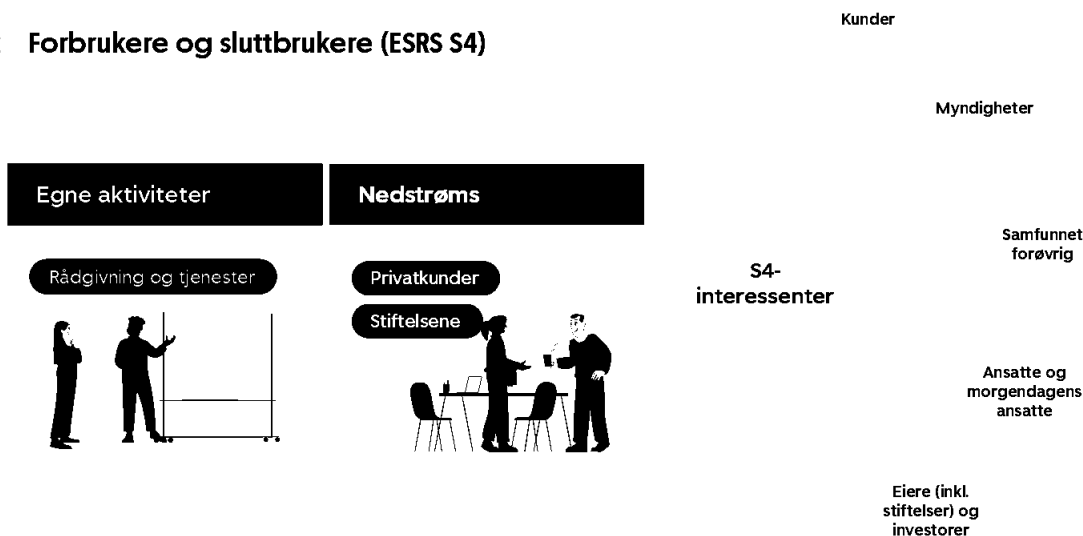 Forbrukere og sluttbrukere (ESRS S4)
Egne aktiviteter
Rådgivning og tjenester
Nedstrøms
Privatkunder
Stiftelsene
S4-
interessenter
Kunder
Myndigheter
Samfunnet
forøvrig
Ansatte og
morgendagens
ansatte
Eiere (inkl.
stiftelser) og
investorer